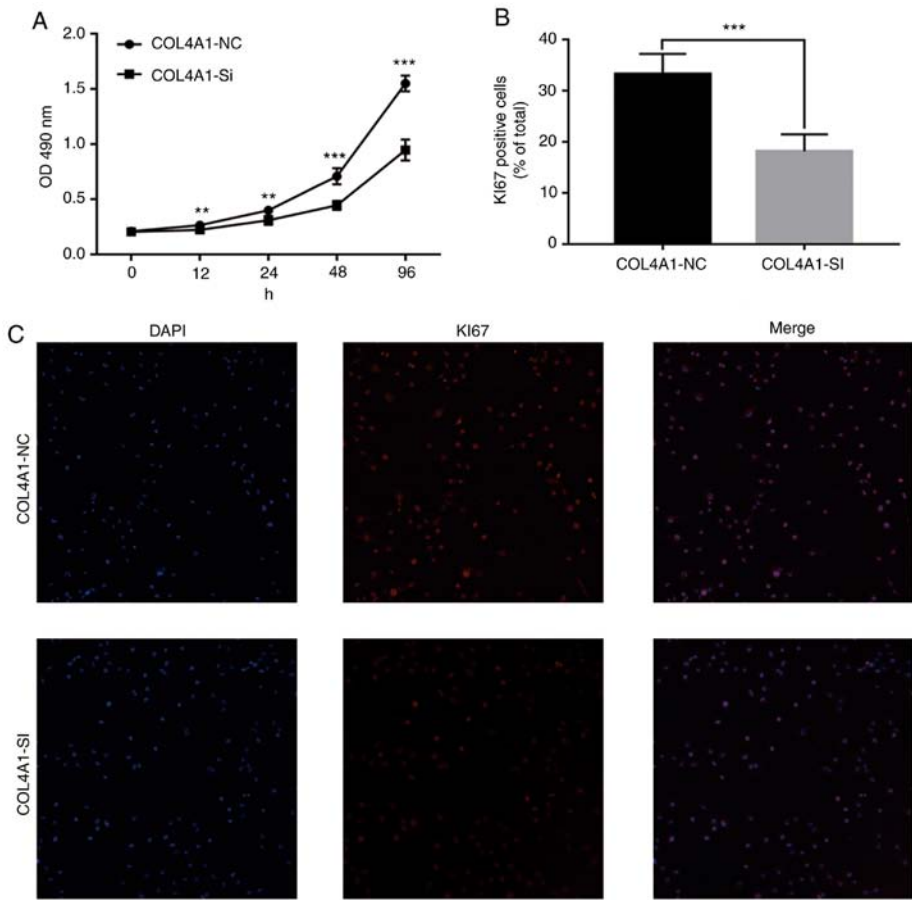 A
COL4A1-NC
COL4A1-Si
2.0
1.5
1.0
0.5
0.0
OD 490 nm
**
**
***
***
0
12
24
48
96
h
B
***
40
30
20
10
0
KI67 positive cells
(% of total)
COL4A1-NC
COL4A1-SI
C
DAPI
KI67
Merge
COL4A1-NC
COL4A1-SI